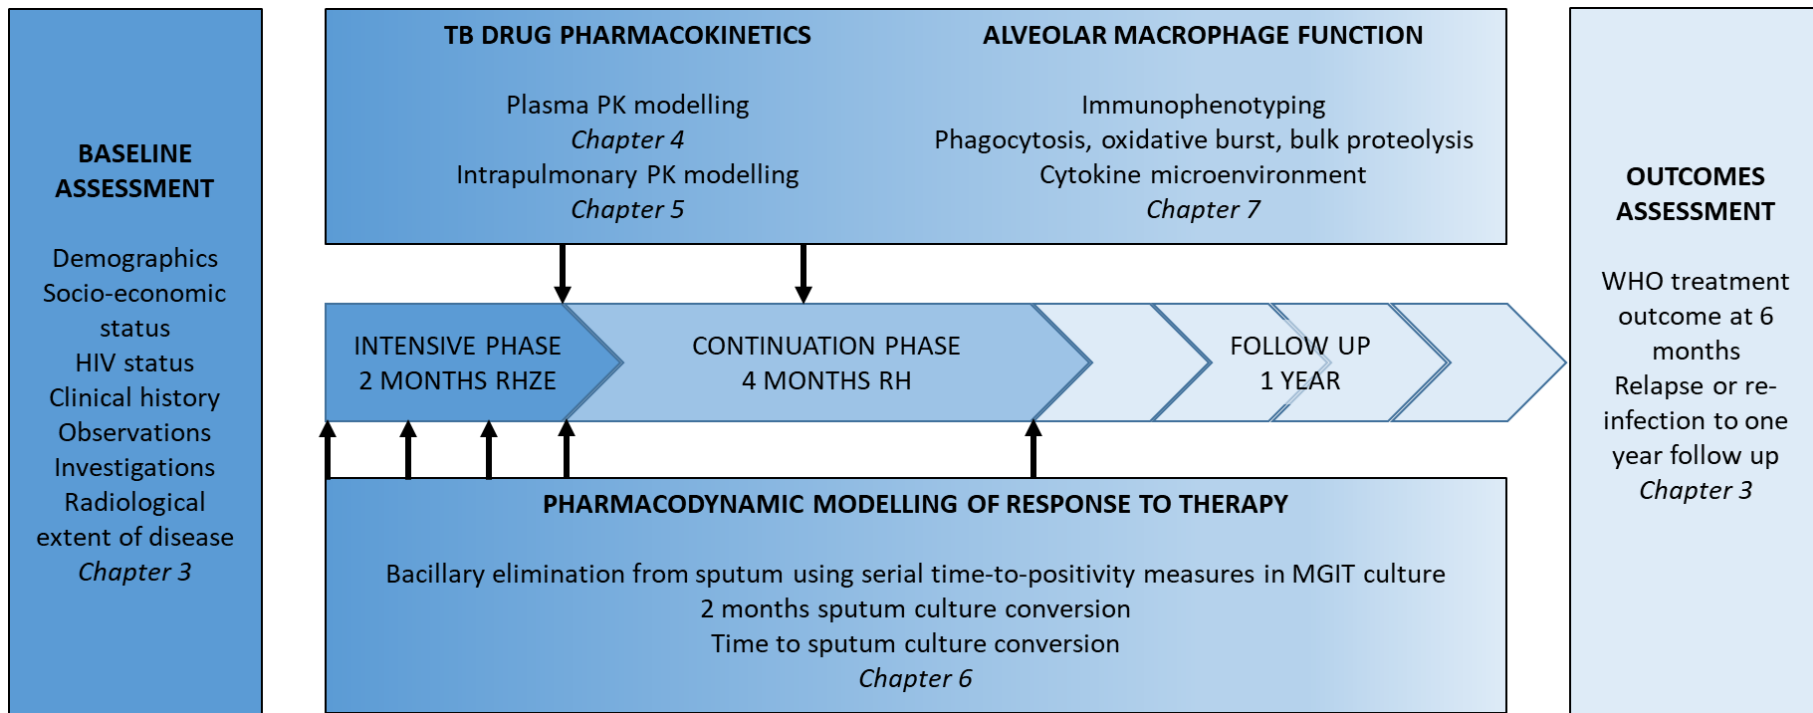 BASELINE
ASSESSMENT
Demographics
Socio-economic
status
HIV status
Clinical history
Observations
Investigations
Radiological
extent of disease
Chapter 3
TB DRUG PHARMACOKINETICS
Plasma PK modelling
Chapter 4
Intrapulmonary PK modelling
Chapter 5
ALVEOLAR MACROPHAGE FUNCTION
Immunophenotyping
Phagocytosis, oxidative burst, bulk proteolysis
Cytokine microenvironment
Chapter 7
INTENSIVE PHASE
2 MONTHS RHZE
CONTINUATION PHASE
4 MONTHS RH
FOLLOW UP
1 YEAR
PHARMACODYNAMIC MODELLING OF RESPONSE TO THERAPY
Bacillary elimination from sputum using serial time-to-positivity measures in MGIT culture
2 months sputum culture conversion
Time to sputum culture conversion
Chapter 6
OUTCOMES
ASSESSMENT
WHO treatment
outcome at 6
months
Relapse or re-
infection to one
year follow up
Chapter 3